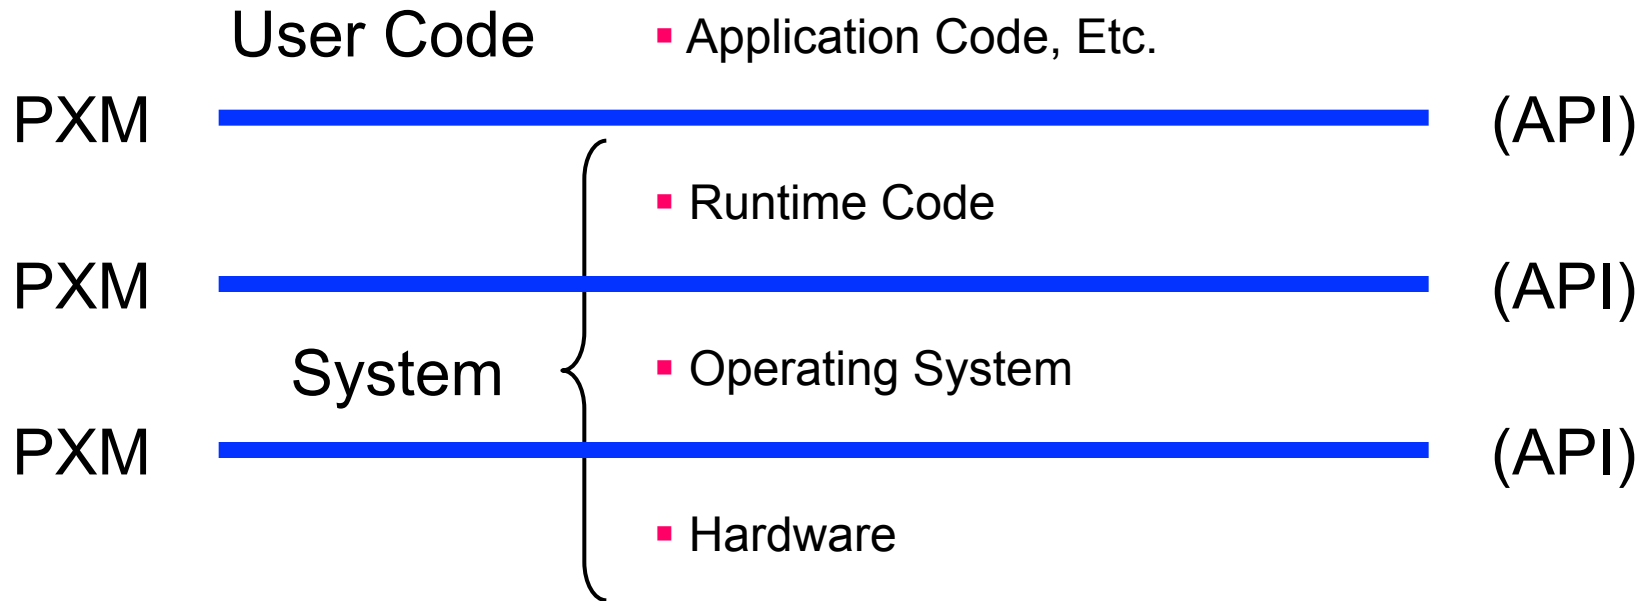 User Code ▪ Application Code, Etc.
PXM (API)
▪ Runtime Code
PXM (API)
System ▪ Operating System
PXM (API)
▪ Hardware